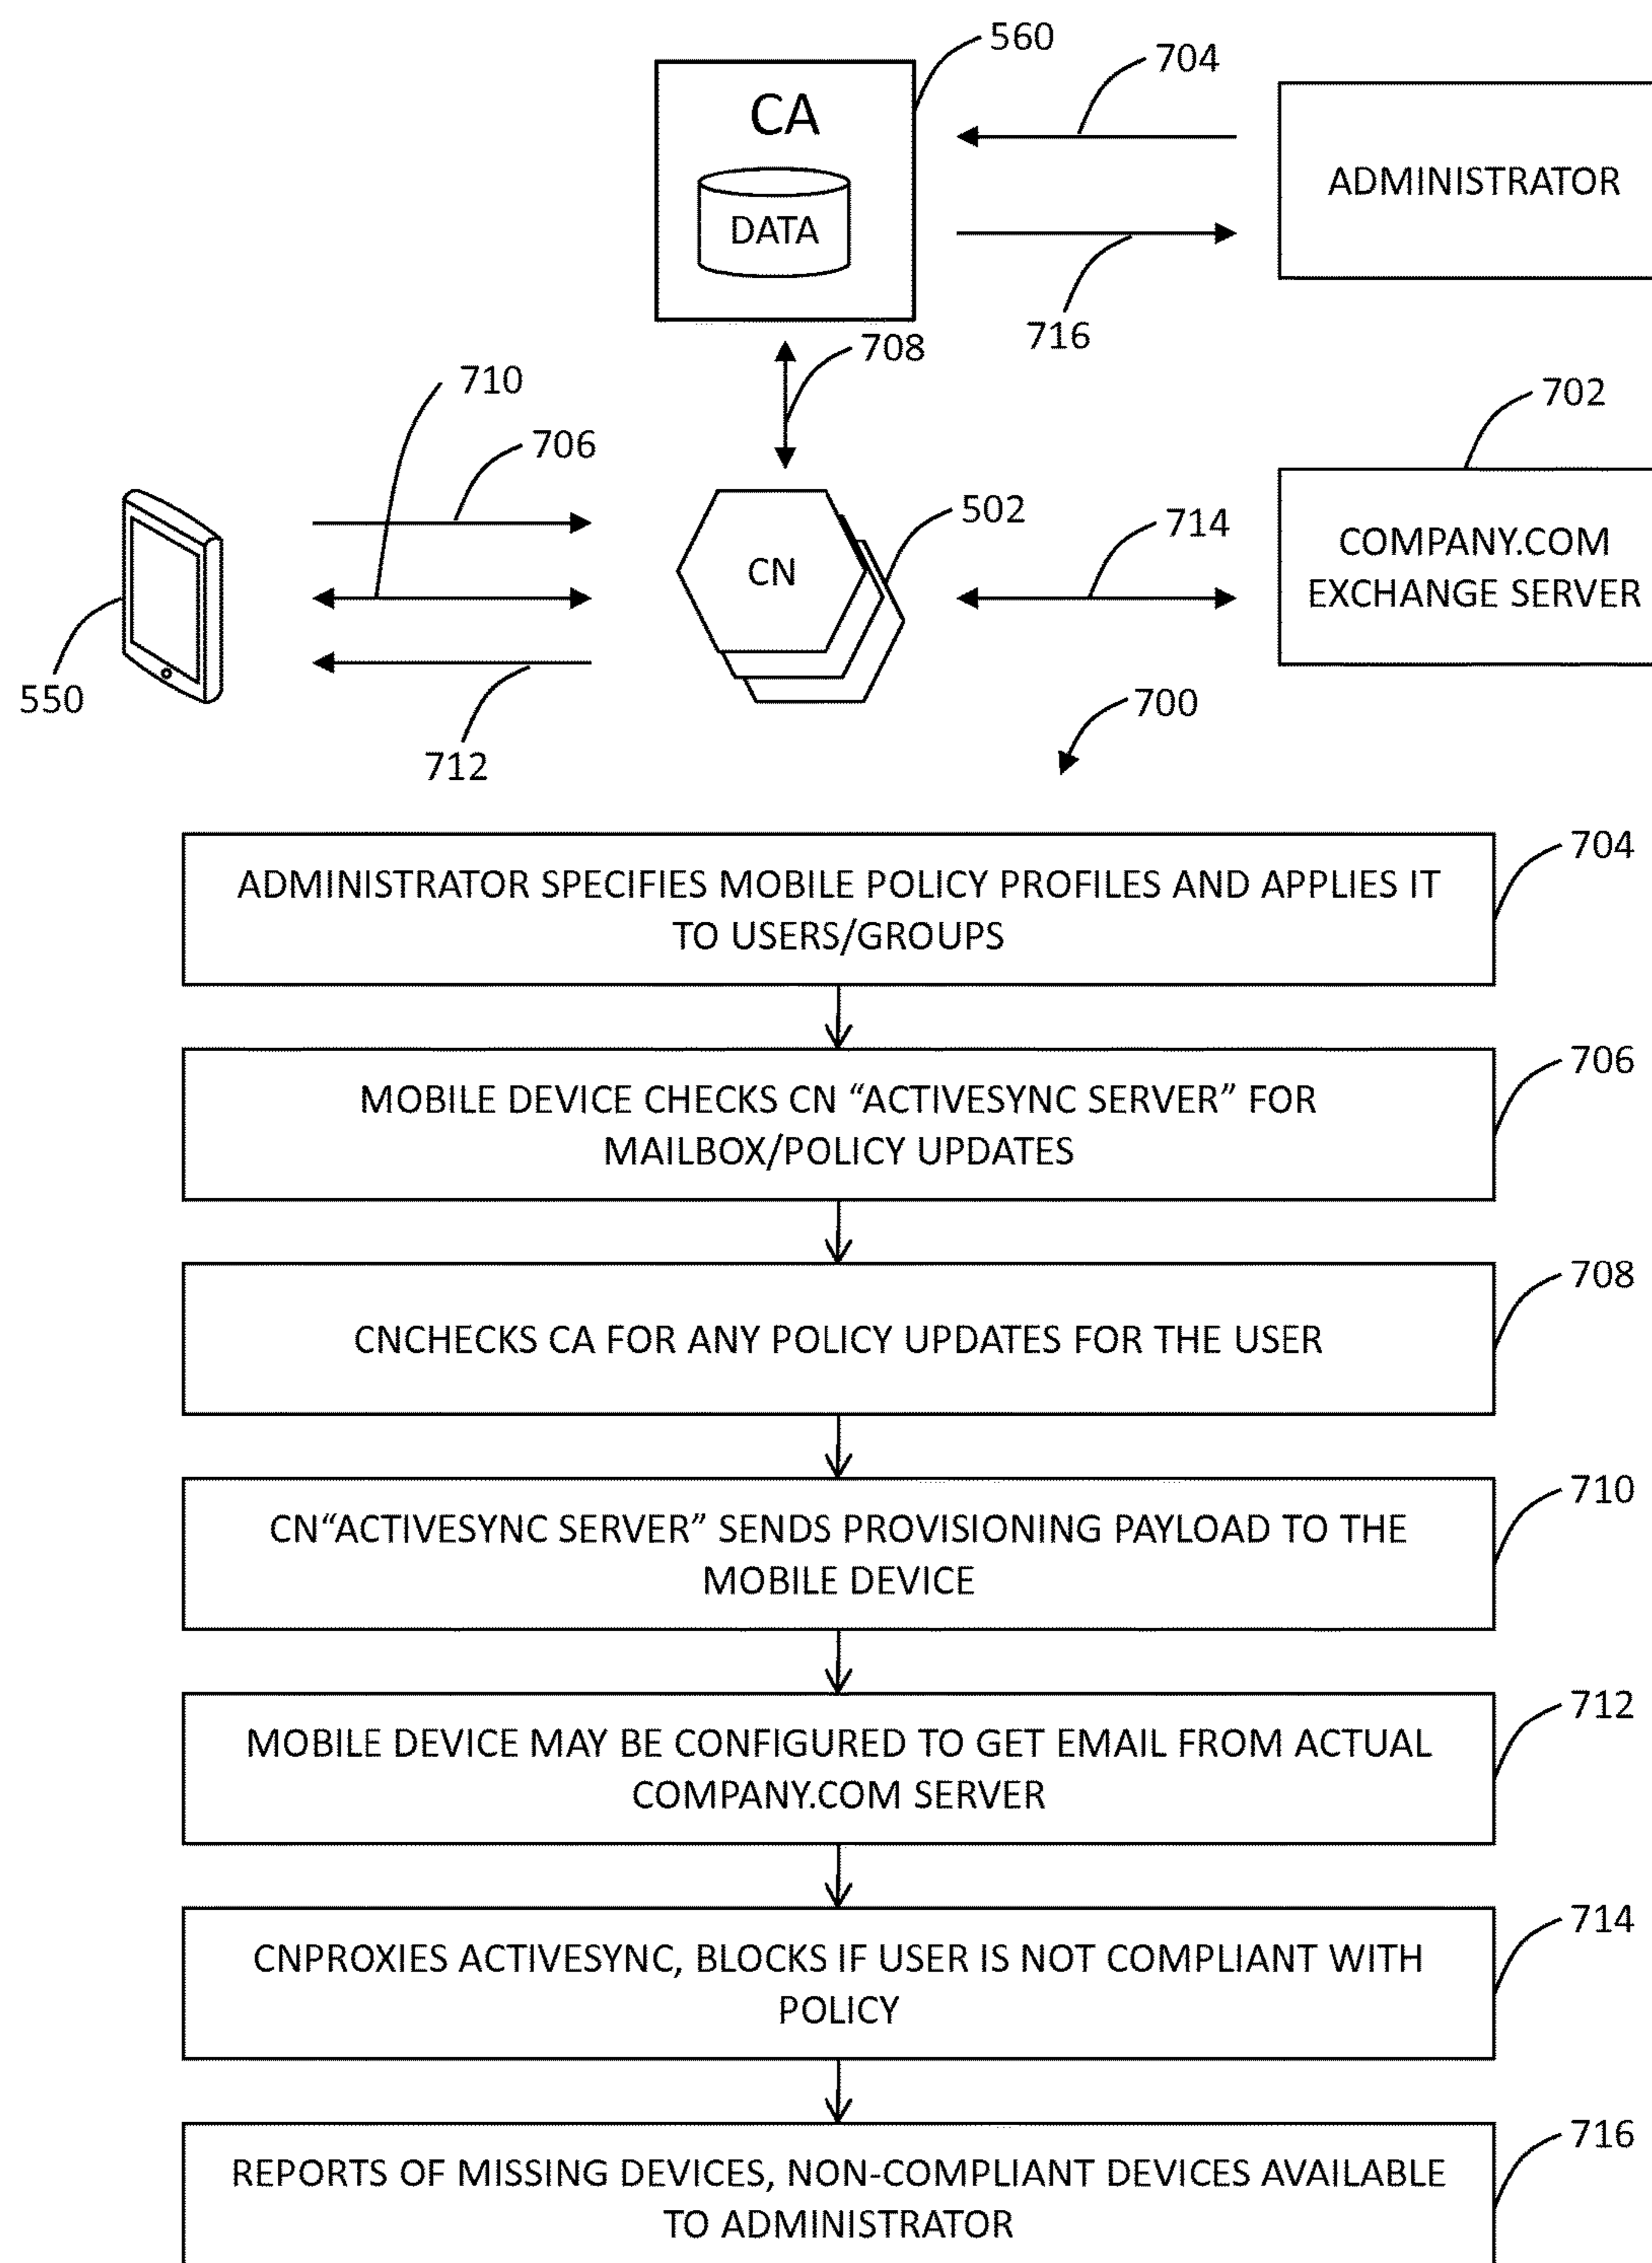 560
704
CA
ADMINISTRATOR
DATA
716
708
710
702
706
502
714
COMPANY.COM
CN
EXCHANGE SERVER
550
700
712
704
ADMINISTRATOR SPECIFIES MOBILE POLICY PROFILES AND APPLIES IT
TO USERS/GROUPS
706
MOBILE DEVICE CHECKS CN “ACTIVESYNC SERVER” FOR
MAILBOX/POLICY UPDATES
708
CNCHECKS CA FOR ANY POLICY UPDATES FOR THE USER
710
CN“ACTIVESYNC SERVER” SENDS PROVISIONING PAYLOAD TO THE
MOBILE DEVICE
712
MOBILE DEVICE MAY BE CONFIGURED TO GET EMAIL FROM ACTUAL
COMPANY.COM SERVER
714
CNPROXIES ACTIVESYNC, BLOCKS IF USER IS NOT COMPLIANT WITH
POLICY
716
REPORTS OF MISSING DEVICES, NON-COMPLIANT DEVICES AVAILABLE
TO ADMINISTRATOR